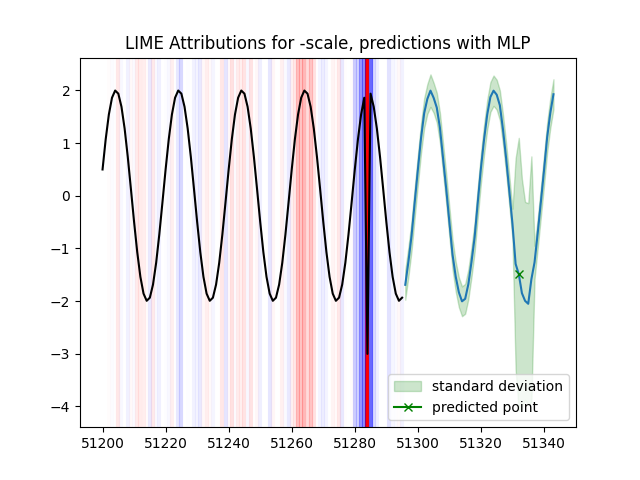 LIME Attributions for -scale, predictions with MLP
2
1
0
−1
−2
−3
−4
standard deviation
predicted point
51200 51220 51240 51260 51280 51300 51320 51340